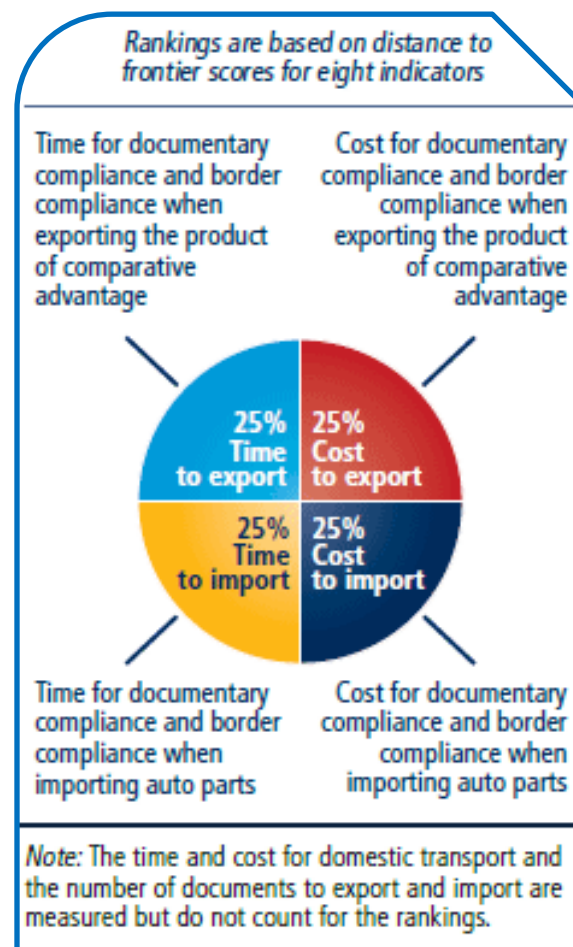 Rankings are based on distance to
frontier scores for eight indicators
Time for documentary
compliance and border
compliance when
exporting the product
of comparative
advantage
Cost for documentary
compliance and border
compliance when
exporting the product
of comparative
advantage
25%
Time
to export
25%
Cost
to export
25%
Time
to import
25%
Cost
to import
Time for documentary
compliance and border
compliance when
importing auto parts
Cost for documentary
compliance and border
compliance when
importing auto parts
Note: The time and cost for domestic transport and
the number of documents to export and import are
measured but do not count for the rankings.